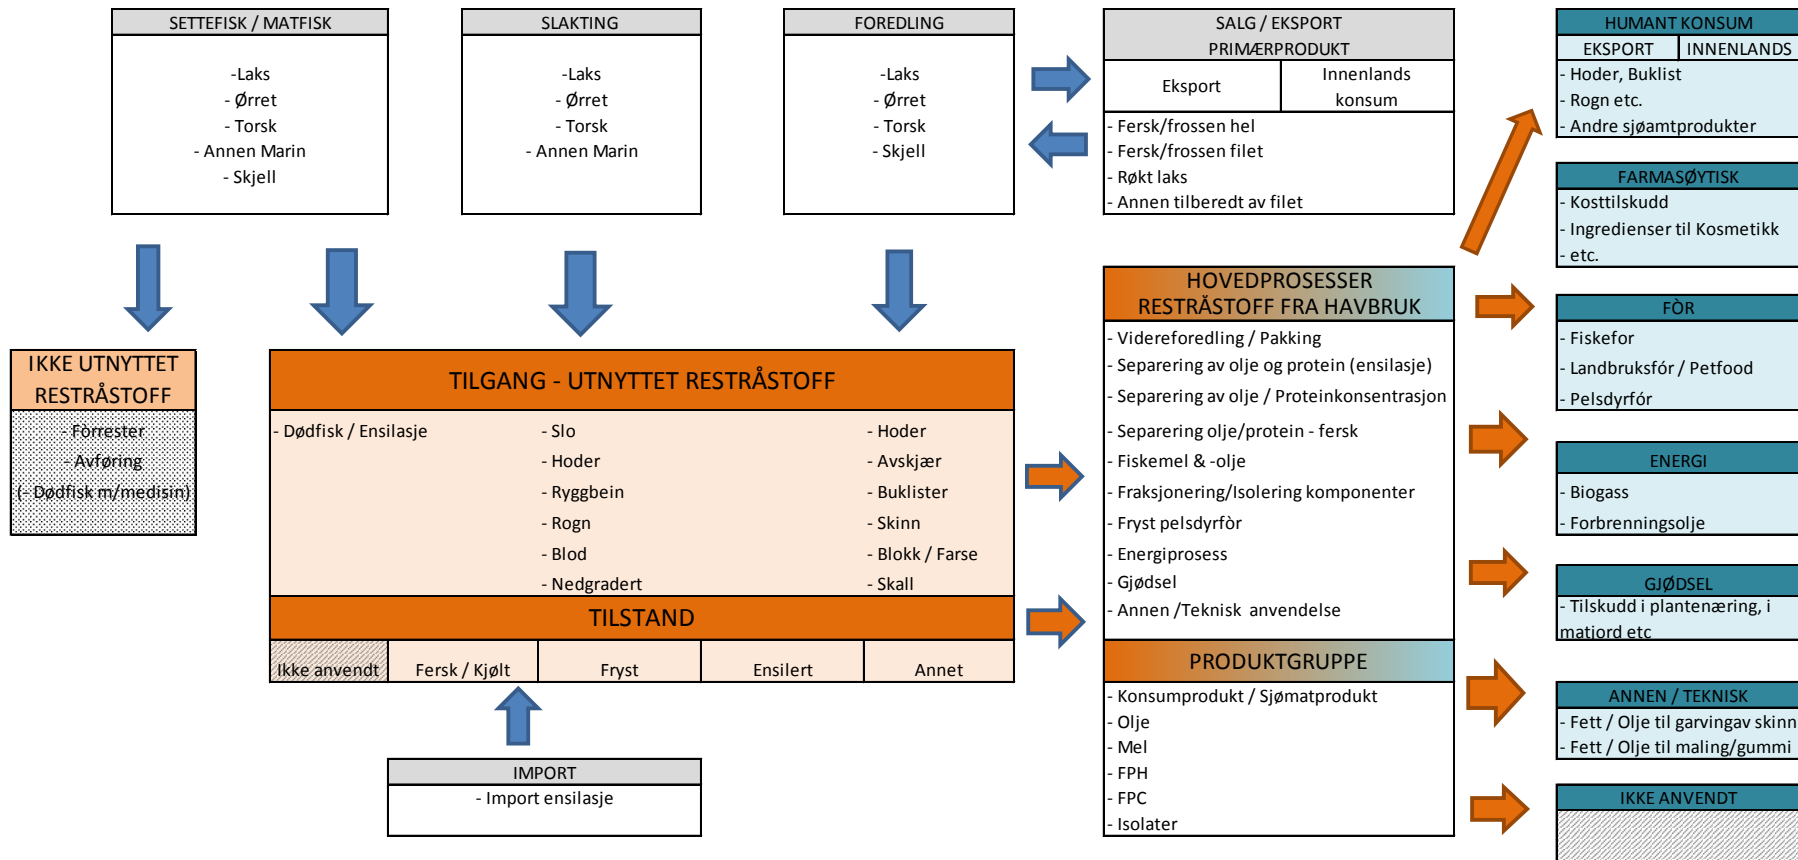 SETTEFISK / MATFISK
-Laks
- Ørret
- Torsk
- Annen Marin
- Skjell
SLAKTING
-Laks
- Ørret
- Torsk
- Annen Marin
FOREDLING
-Laks
- Ørret
- Torsk
- Skjell
SALG / EKSPORT
PRIMÆRPRODUKT
Eksport
Innenlands
konsum
- Fersk/frossen hel
- Fersk/frossen filet
- Røkt laks
- Annen tilberedt av filet
HUMANT KONSUM
EKSPORT
INNENLANDS
- Hoder, Buklist
- Rogn etc.
- Andre sjøamtprodukter
FARMASØYTISK
- Kosttilskudd
- Ingredienser til Kosmetikk
- etc.
IKKE UTNYTTET
RESTRÅSTOFF
- Fòrrester
- Avføring
(- Dødfisk m/medisin)
TILGANG - UTNYTTET RESTRÅSTOFF
- Dødfisk / Ensilasje
- Slo
- Hoder
- Ryggbein
- Rogn
- Blod
- Nedgradert
- Hoder
- Avskjær
- Buklister
- Skinn
- Blokk / Farse
- Skall
TILSTAND
Ikke anvendt
Fersk / Kjølt
Fryst
Ensilert
Annet
IMPORT
- Import ensilasje
HOVEDPROSESSER
RESTRÅSTOFF FRA HAVBRUK
- Videreforedling / Pakking
- Separering av olje og protein (ensilasje)
- Separering av olje / Proteinkonsentrasjon
- Separering olje/protein - fersk
- Fiskemel & -olje
- Fraksjonering/Isolering komponenter
- Fryst pelsdyrfòr
- Energiprosess
- Gjødsel
- Annen /Teknisk anvendelse
PRODUKTGRUPPE
- Konsumprodukt / Sjømatprodukt
- Olje
- Mel
- FPH
- FPC
- Isolater
FÒR
- Fiskefor
- Landbruksfór / Petfood
- Pelsdyrfór
ENERGI
- Biogass
- Forbrenningsolje
GJØDSEL
- Tilskudd i plantenæring, i
matjord etc
ANNEN / TEKNISK
- Fett / Olje til garvingav skinn
- Fett / Olje til maling/gummi
IKKE ANVENDT